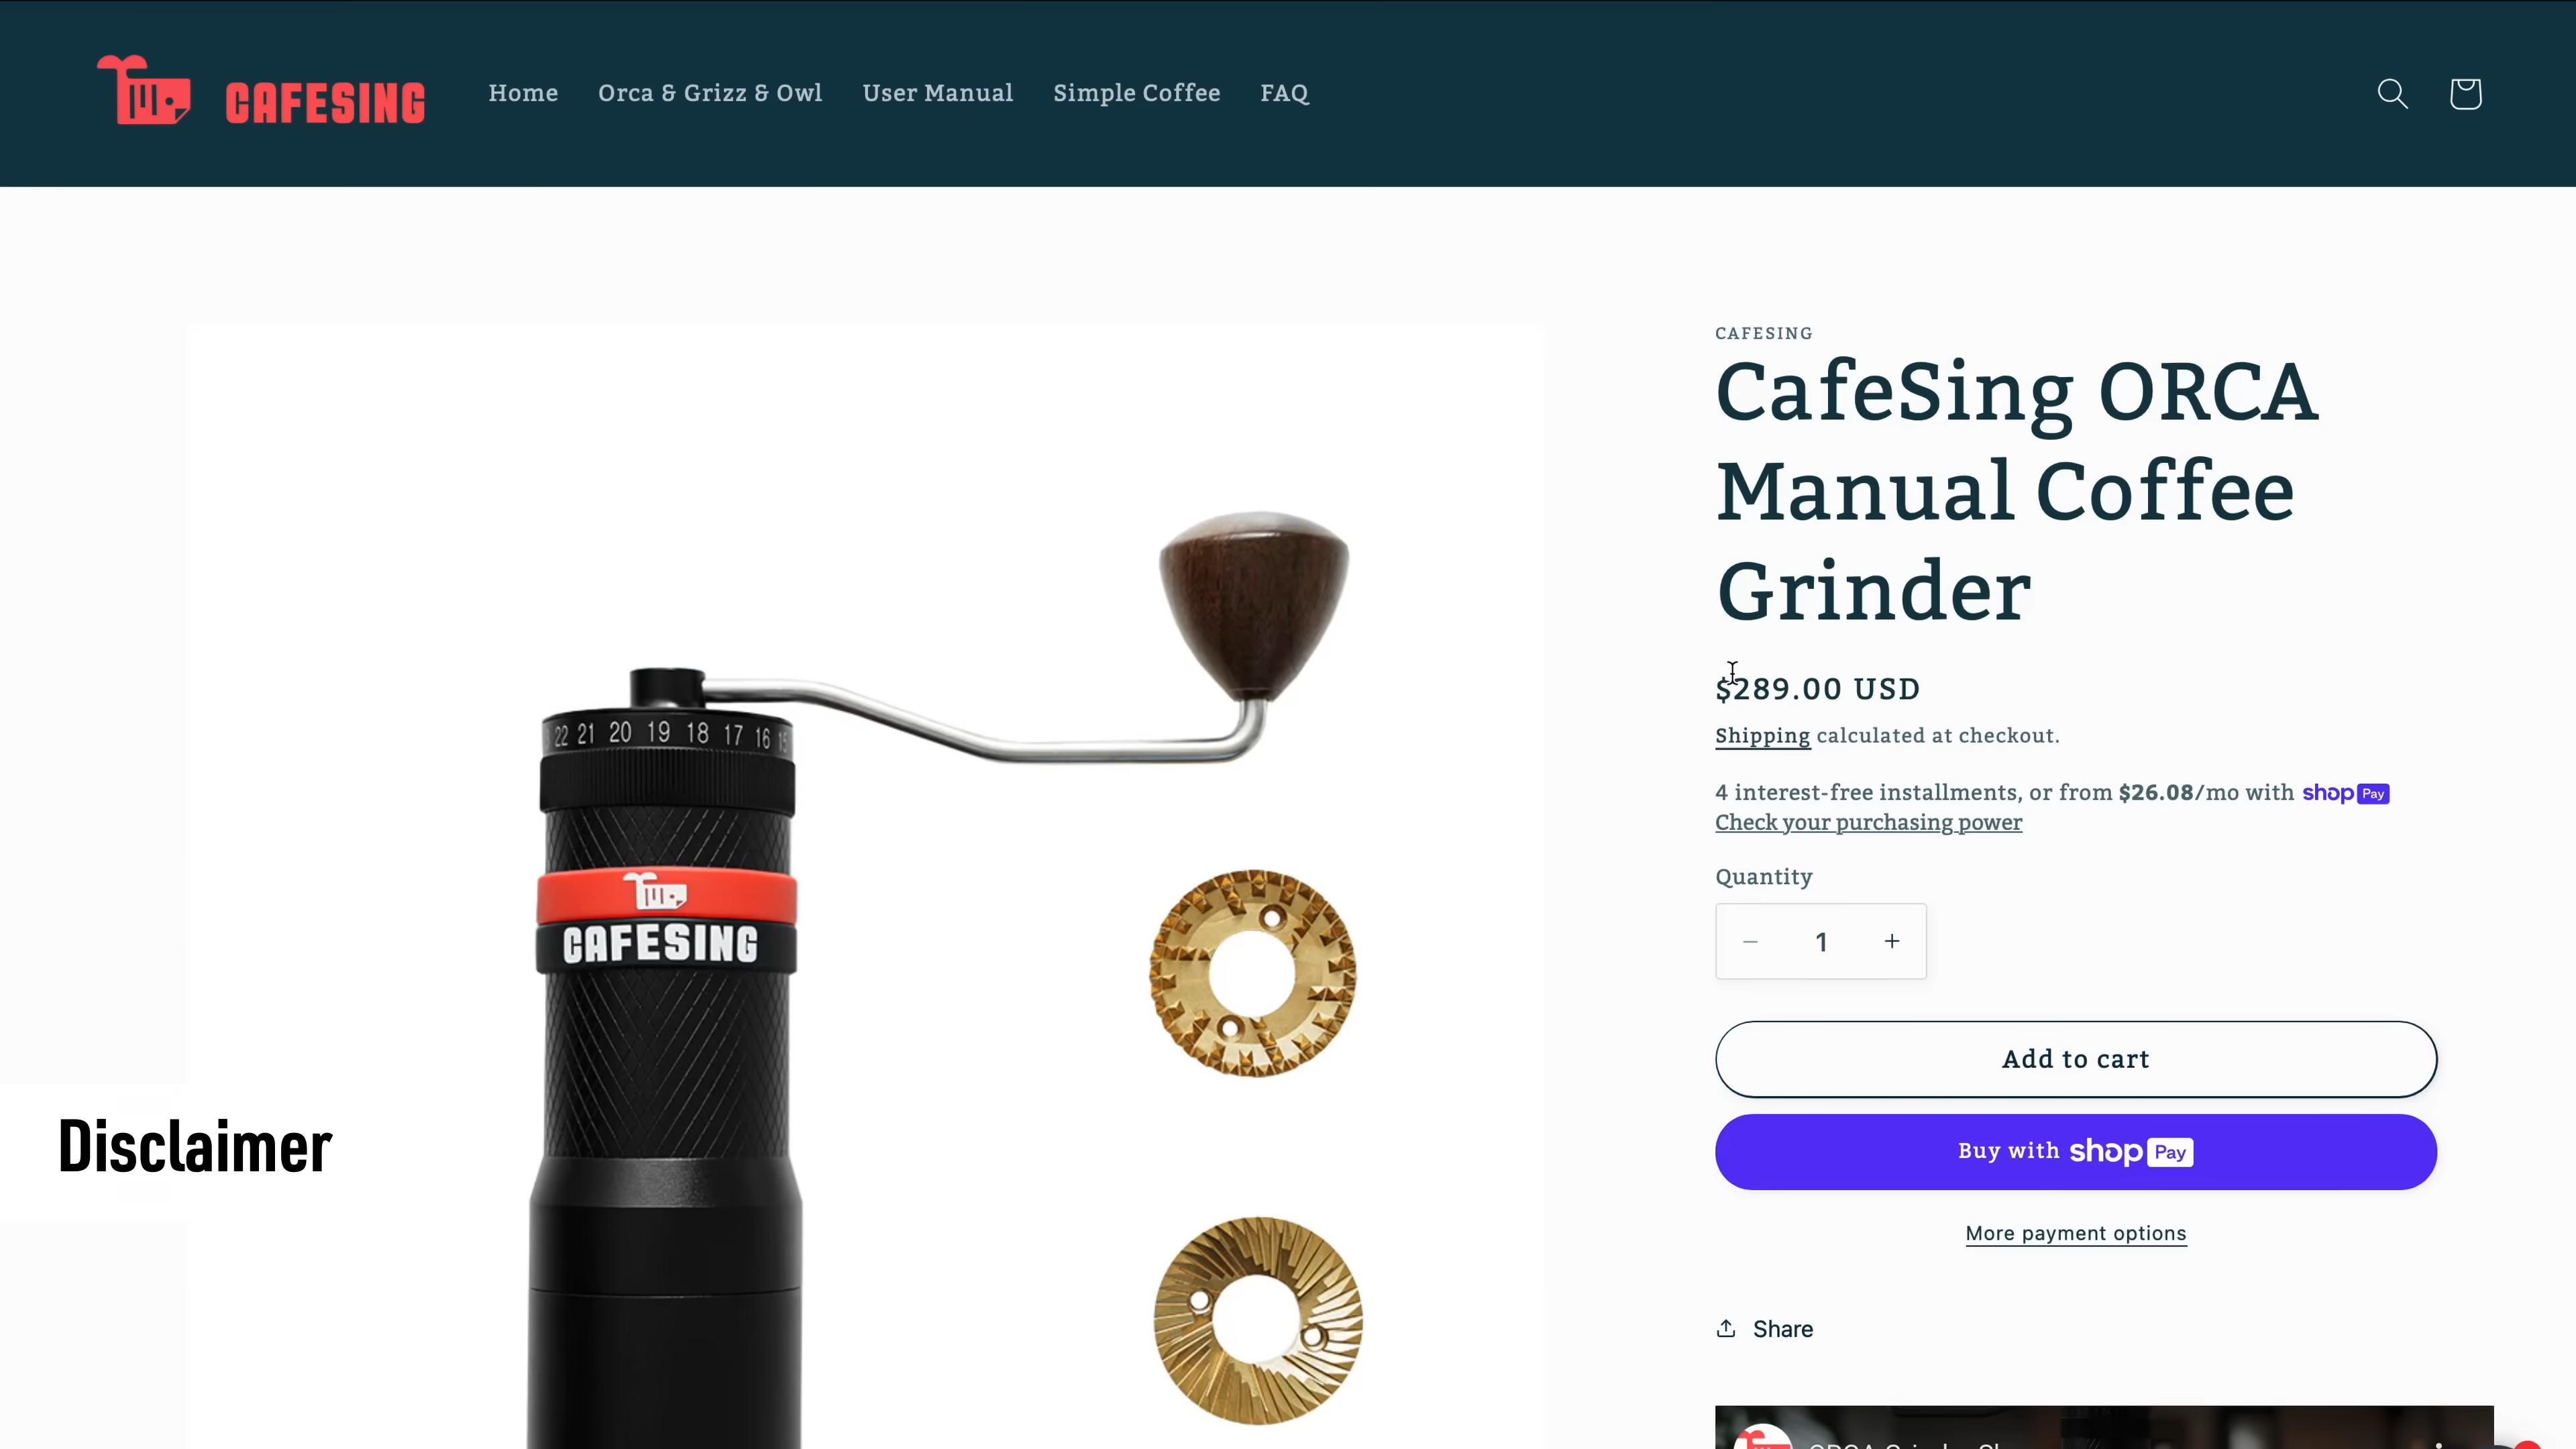 CAFESING
Home
Orca & Grizz & Owl
User Manual
Simple Coffee
FAQ
CAFESING
CafeSing ORCA
Manual Coffee
Grinder
$289.00 USD
Shipping calculated at checkout.
4 interest-free installments, or from $26.08/mo with shop Pay
Check your purchasing power
Quantity
− 1 +
Add to cart
Buy with shop Pay
More payment options
Share
22 21 20 19 18 17 16 15
CAFESING
Disclaimer